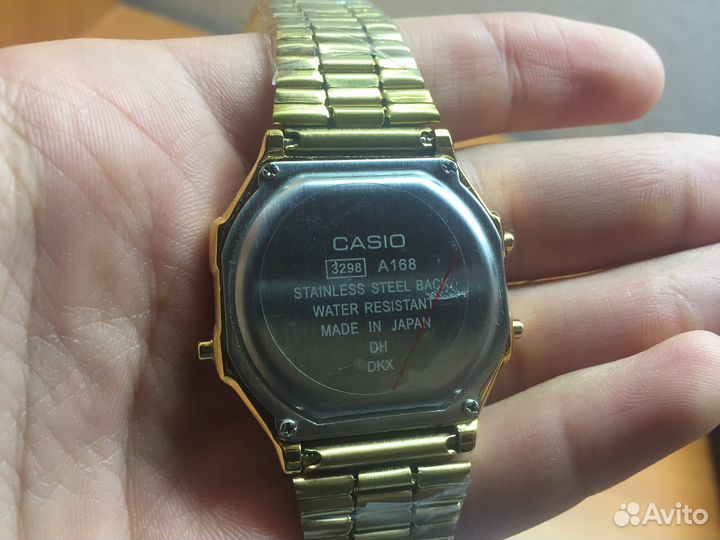 CASIO
3298 A168
STAINLESS STEEL BACK
WATER RESISTANT
MADE IN JAPAN
DH
DKX
Avito